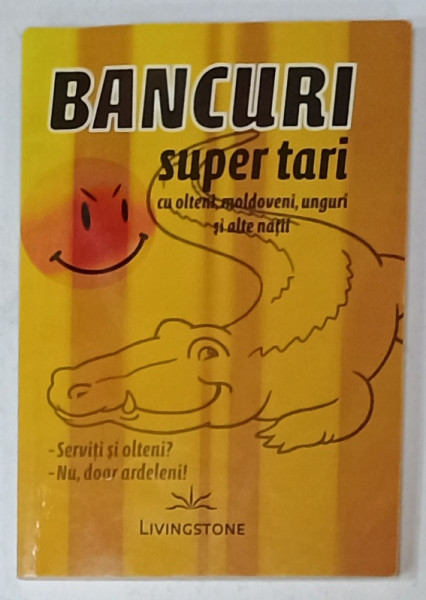 BANCURI
super tari
cu olteni, moldoveni, unguri
și alte nații
- Serviți și olteni?
- Nu, doar ardeleni!
LIVINGSTONE